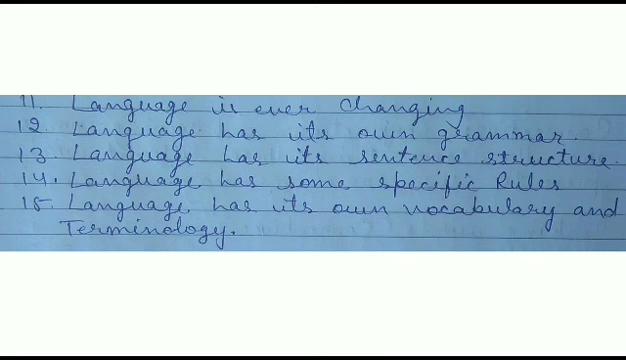 11. Language is ever changing
12. Language has its own grammar.
13. Language has its sentence structure.
14. Language has some specific Rules
15. Language has its own vocabulary and
Terminology.